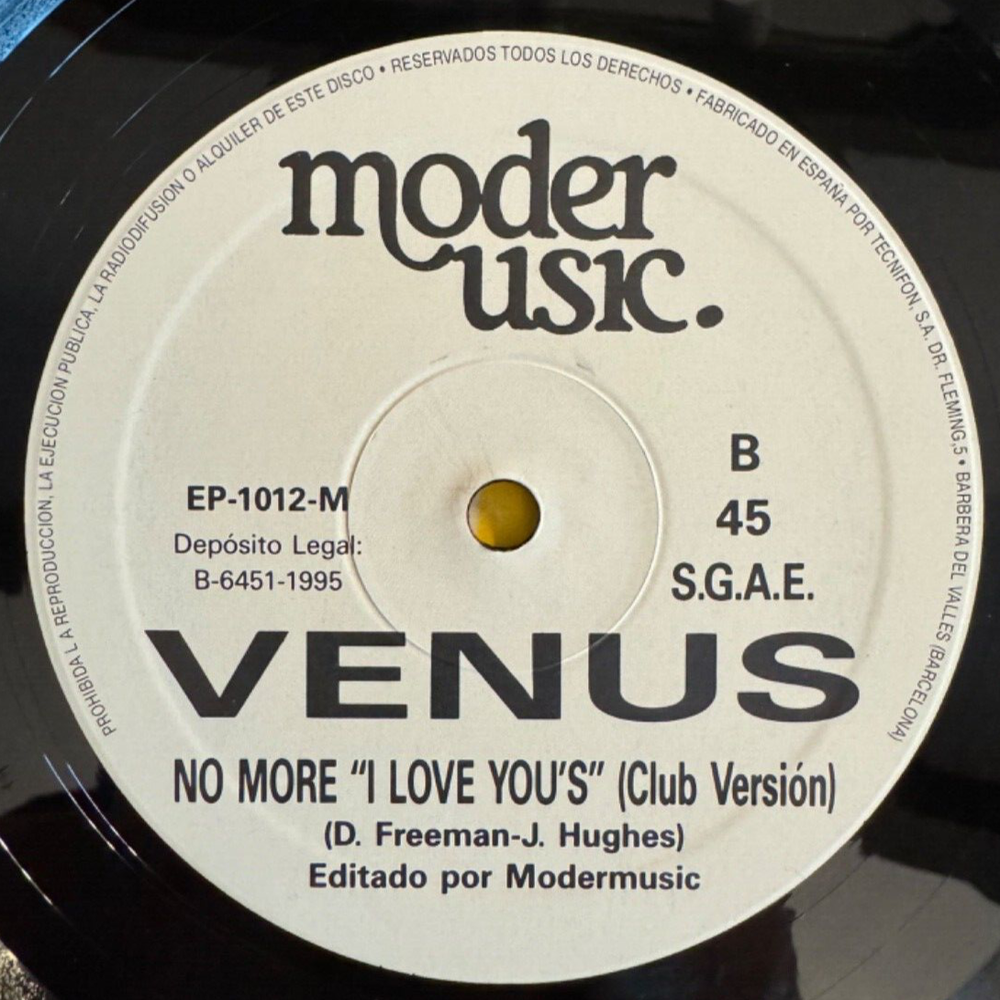 PROHIBIDA L A REPRODUCCION, LA EJECUCION PUBLICA, LA RADIODIFUSION O ALQUILER DE ESTE DISCO • RESERVADOS TODOS LOS DERECHOS • FABRICADO EN ESPAÑA POR TECNIFON, S.A. DR. FLEMING,5 • BARBERA DEL VALLES (BARCELONA)
moder
usic.
B
EP-1012-M
45
Depósito Legal:
B-6451-1995
S.G.A.E.
VENUS
NO MORE “I LOVE YOU'S” (Club Versión)
(D. Freeman-J. Hughes)
Editado por Modermusic